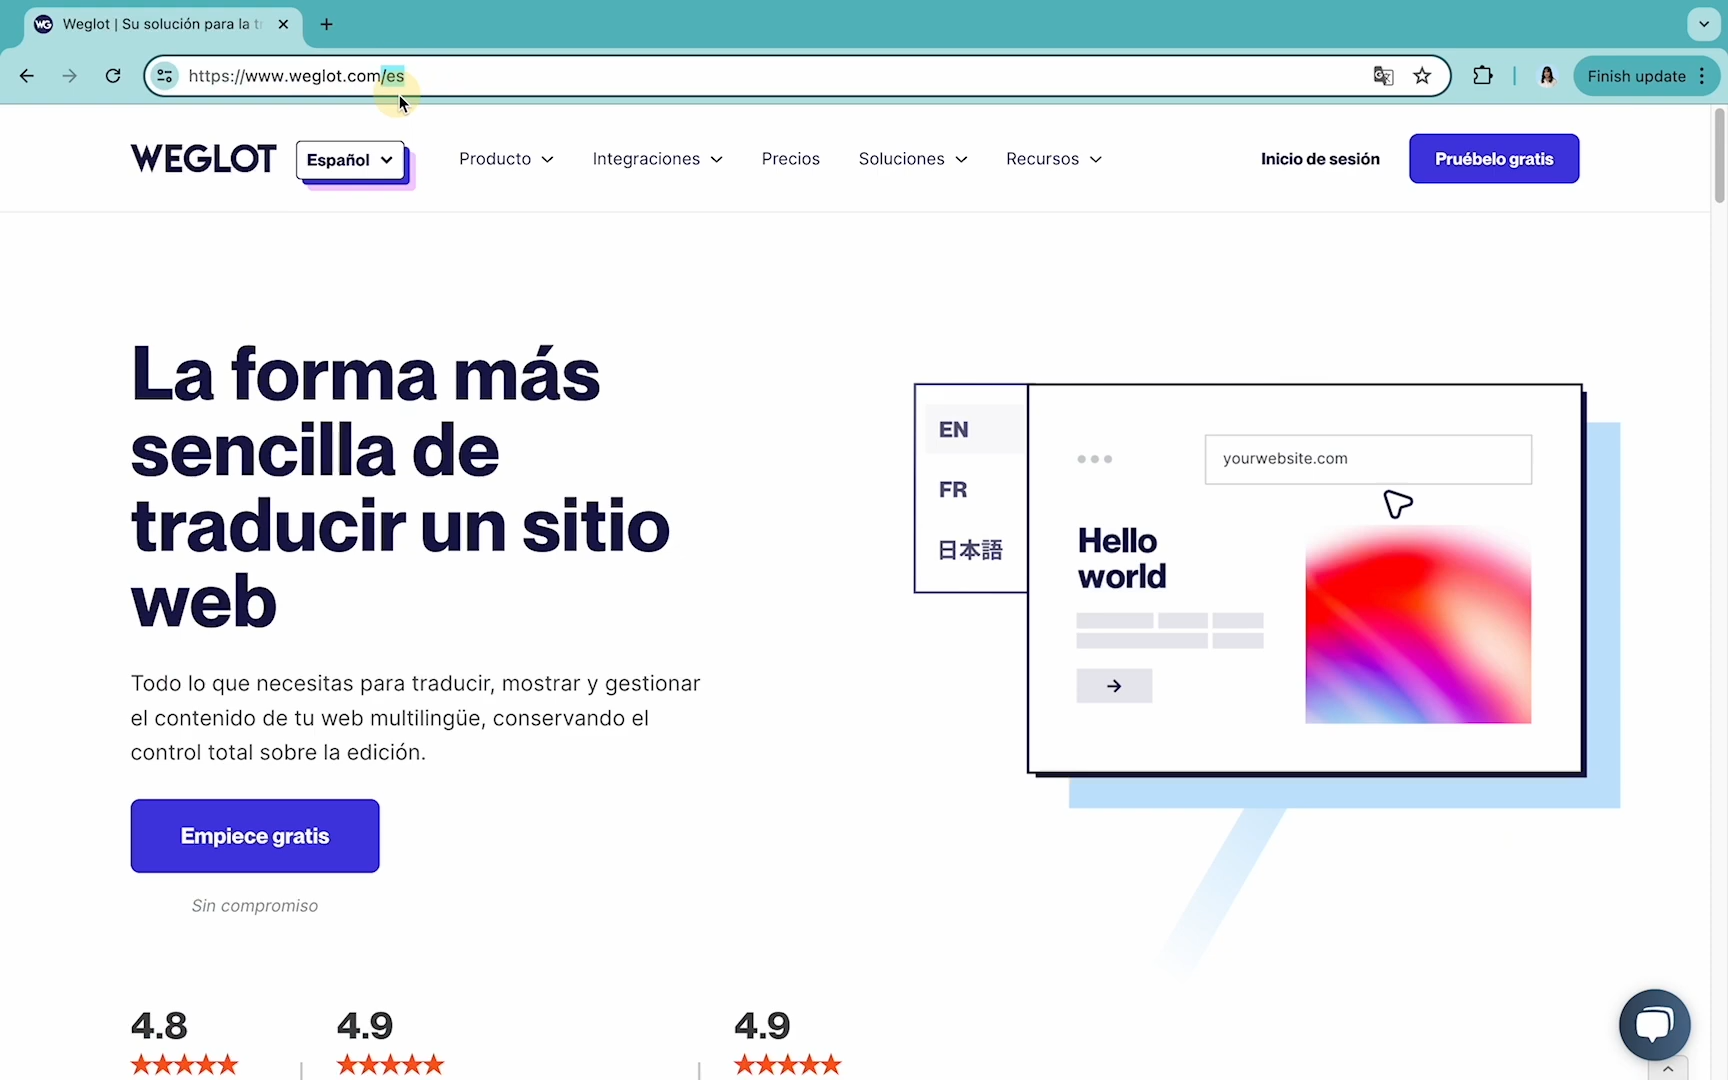 WG
Weglot | Su solución para la t
https://www.weglot.com/es
Finish update
WEGLOT
Español
Producto
Integraciones
Precios
Soluciones
Recursos
Inicio de sesión
Pruébelo gratis
La forma más
sencilla de
traducir un sitio
web
Todo lo que necesitas para traducir, mostrar y gestionar
el contenido de tu web multilingüe, conservando el
control total sobre la edición.
Empiece gratis
Sin compromiso
EN
FR
日本語
yourwebsite.com
Hello
world
4.8
4.9
4.9